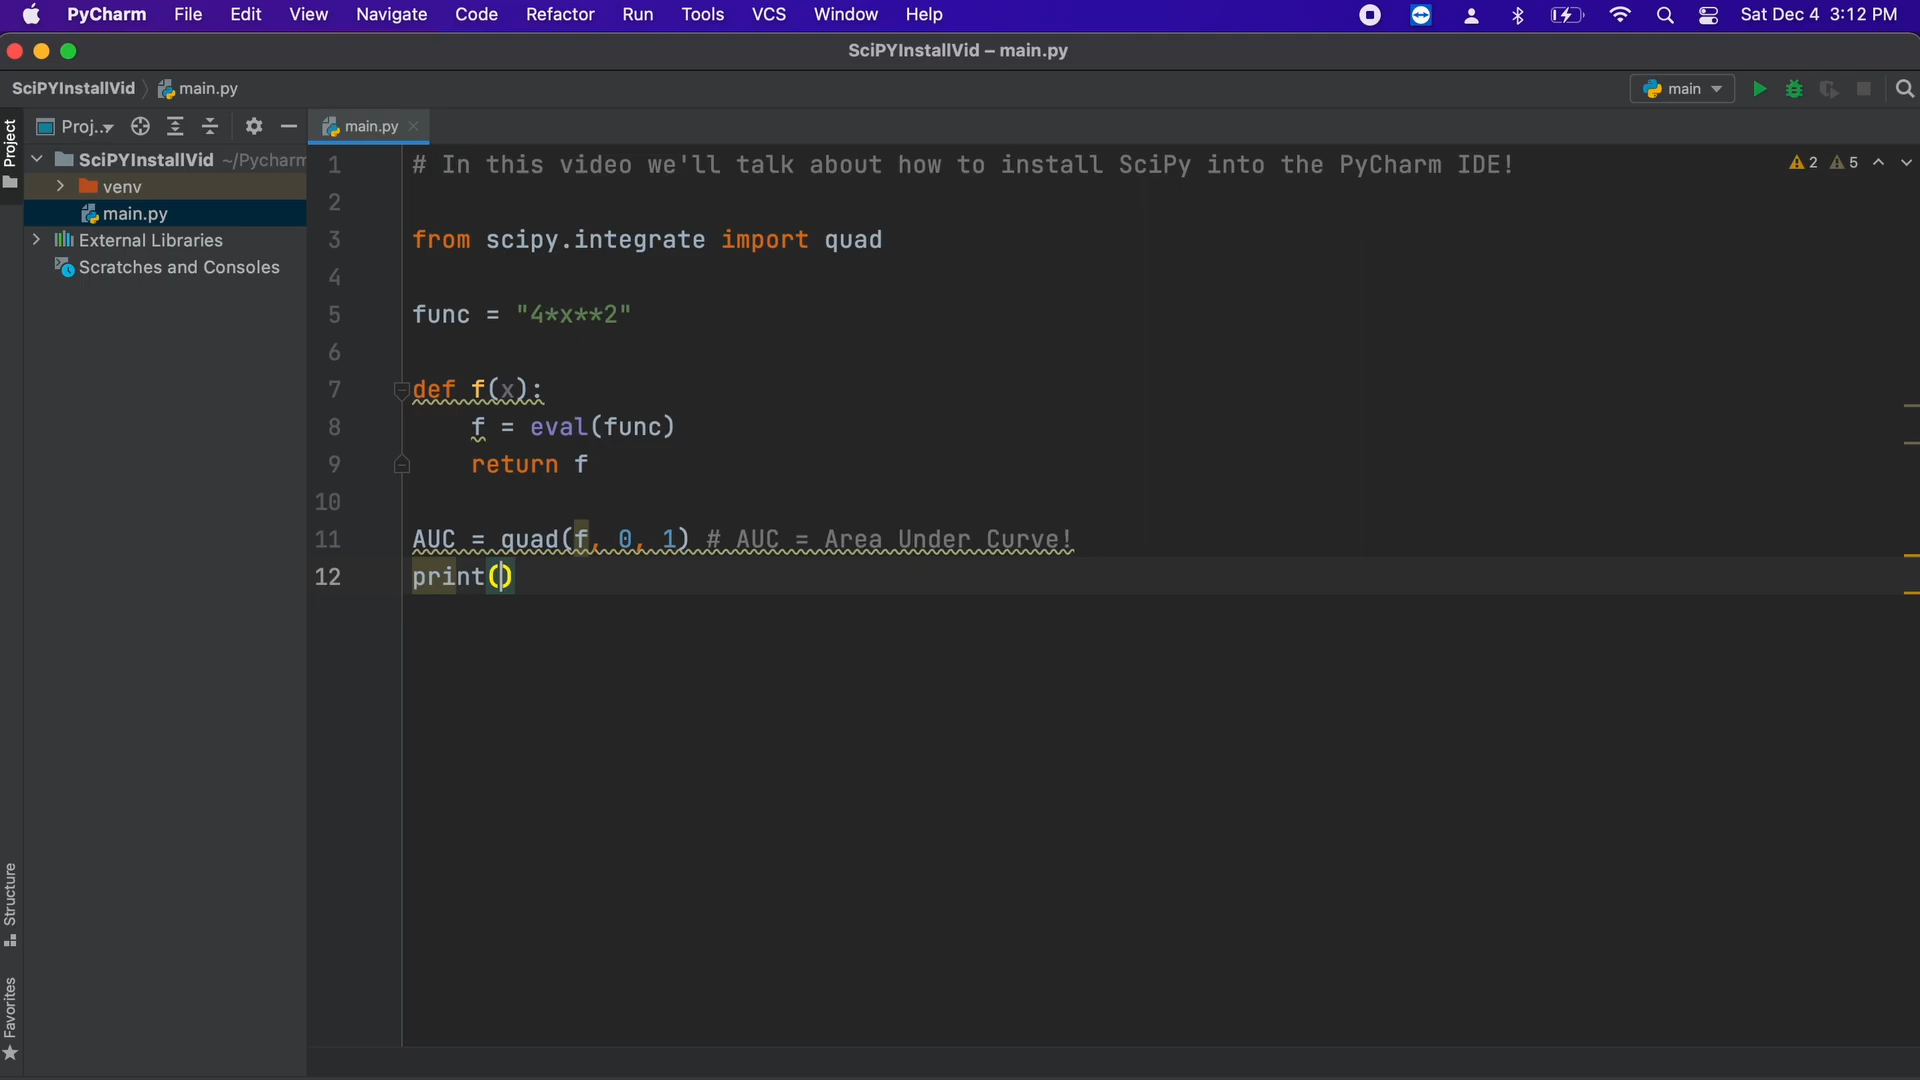 PyCharm File Edit View Navigate Code Refactor Run Tools VCS Window Help Sat Dec 4 3:12 PM
SciPYInstallVid – main.py
SciPYInstallVid main.py main
Project Proj... main.py
SciPYInstallVid ~/Pycharm
venv
main.py
External Libraries
Scratches and Consoles
1 # In this video we'll talk about how to install SciPy into the PyCharm IDE! 2 5
2
3 from scipy.integrate import quad
4
5 func = "4*x**2"
6
7 def f(x):
8 f = eval(func)
9 return f
10
11 AUC = quad(f, 0, 1) # AUC = Area Under Curve!
12 print()
Structure
Favorites